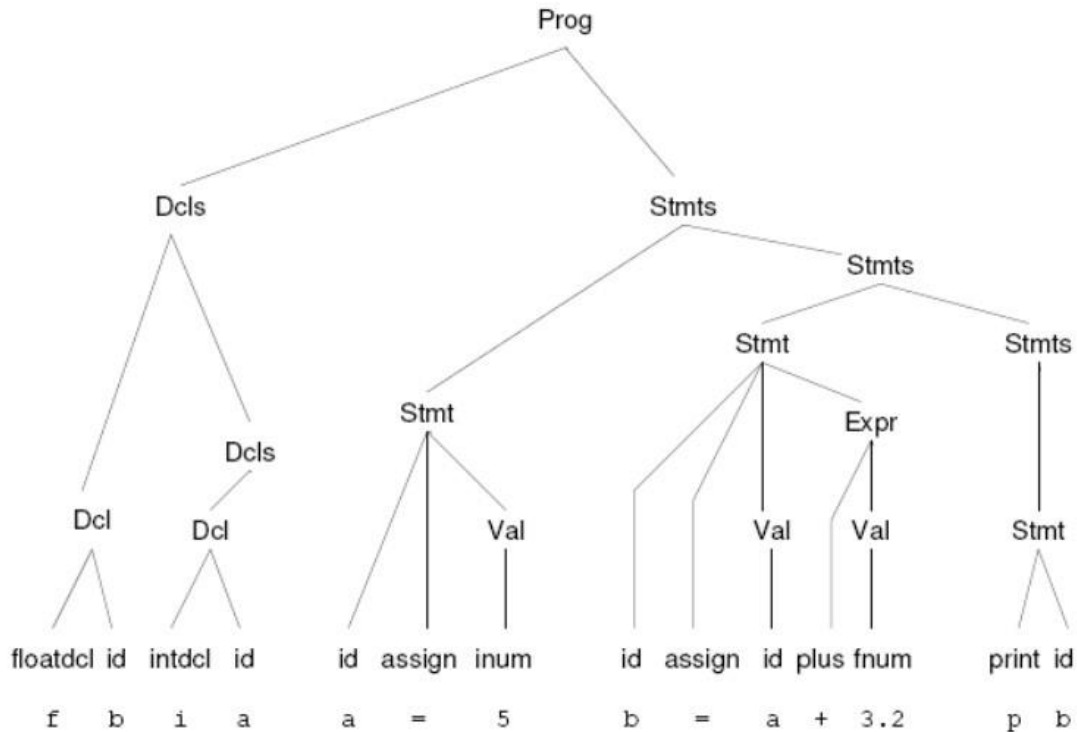 Prog
Dcls Stmts
Stmts
Stmt Stmts
Stmt Expr
Dcls
Dcl Dcl Val Val Val Stmt
floatdcl id intdcl id id assign inum id assign id plus fnum print id
f b i a a = 5 b = a + 3.2 p b